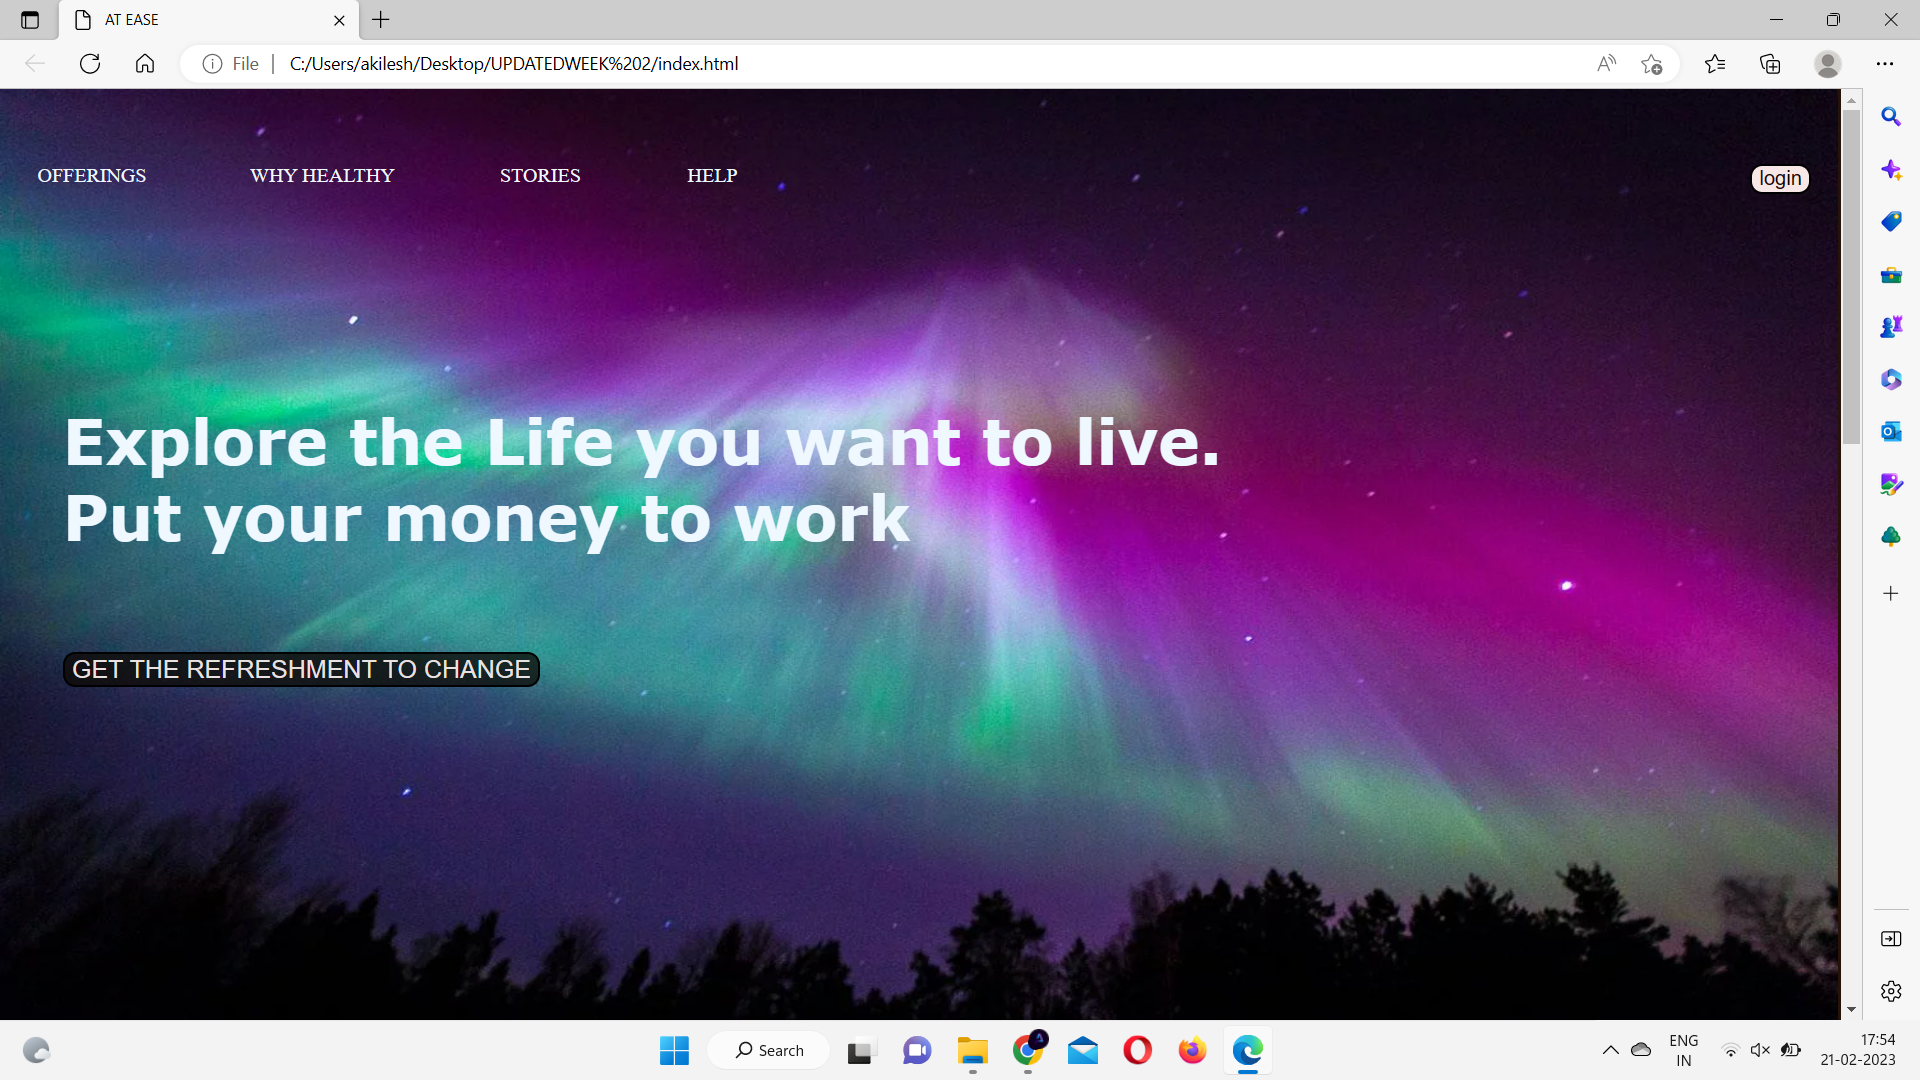 AT EASE
File
C:/Users/akilesh/Desktop/UPDATEDWEEK%202/index.html
OFFERINGS WHY HEALTHY STORIES HELP login
Explore the Life you want to live.
Put your money to work
GET THE REFRESHMENT TO CHANGE
Search
ENG
IN
17:54
21-02-2023